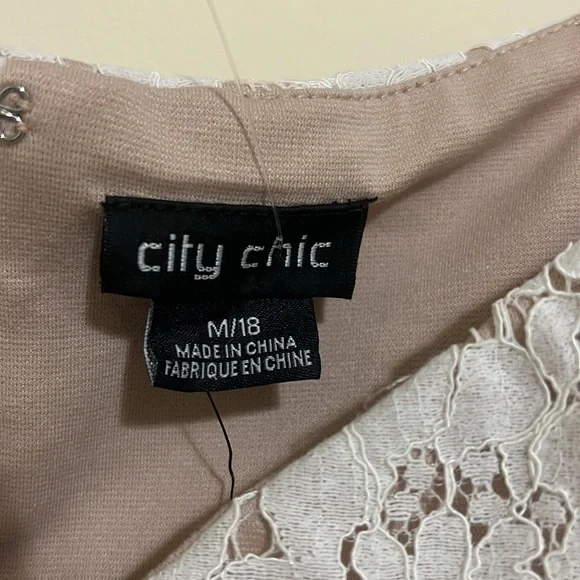 city chic
M/18
MADE IN CHINA
FABRIQUE EN CHINE